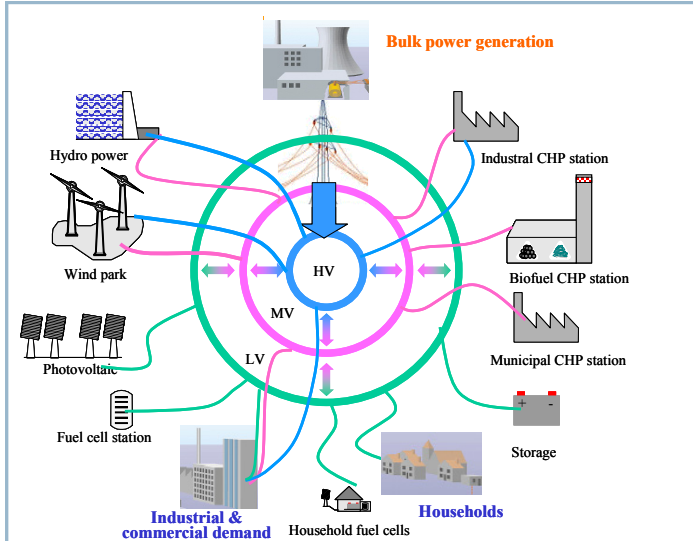 Bulk power generation
Hydro power
Industral CHP station
Wind park
HV
Biofuel CHP station
MV
Photovoltaic
LV
Municipal CHP station
Fuel cell station
+ -
Storage
Industrial &
commercial demand
Households
Household fuel cells